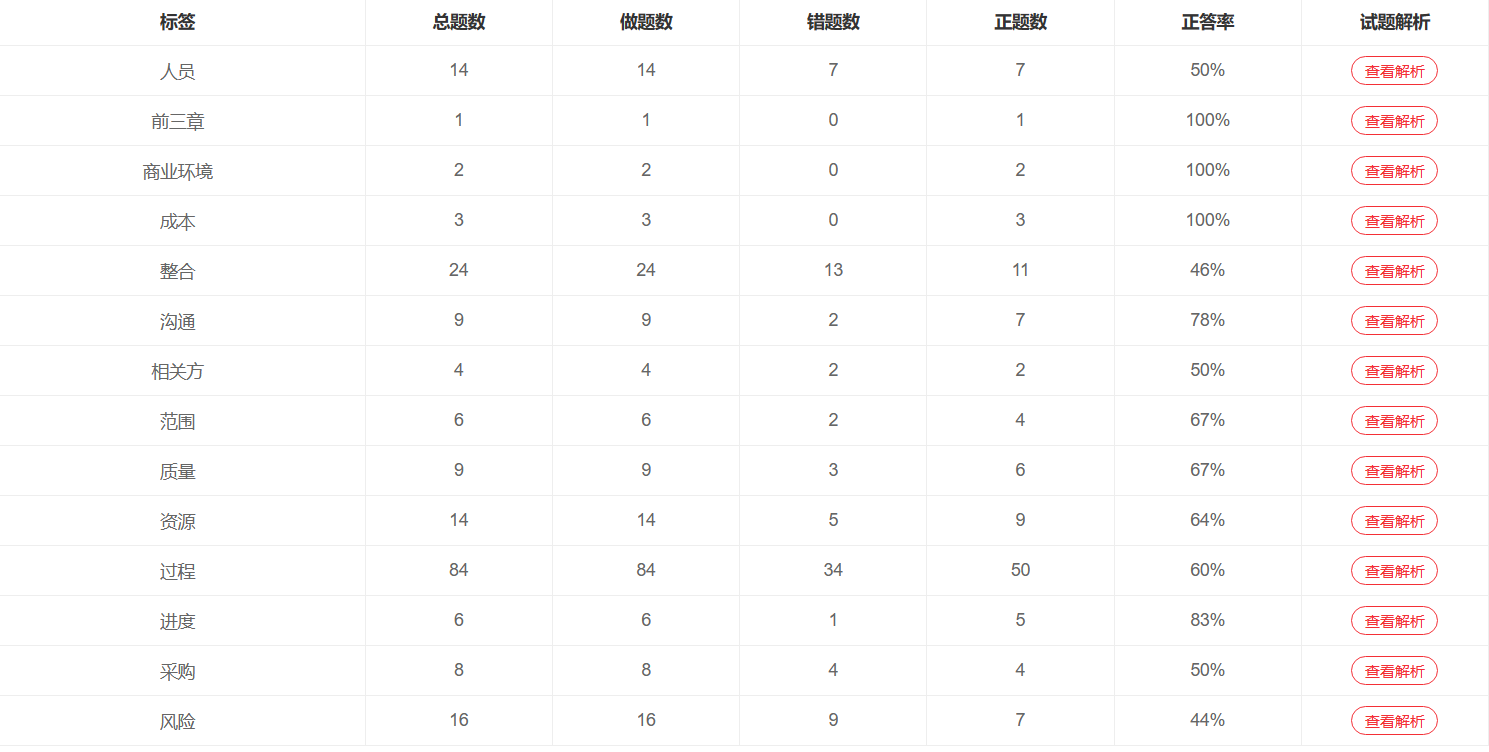 标签 总题数 做题数 错题数 正题数 正答率 试题解析
人员 14 14 7 7 50% 查看解析
前三章 1 1 0 1 100% 查看解析
商业环境 2 2 0 2 100% 查看解析
成本 3 3 0 3 100% 查看解析
整合 24 24 13 11 46% 查看解析
沟通 9 9 2 7 78% 查看解析
相关方 4 4 2 2 50% 查看解析
范围 6 6 2 4 67% 查看解析
质量 9 9 3 6 67% 查看解析
资源 14 14 5 9 64% 查看解析
过程 84 84 34 50 60% 查看解析
进度 6 6 1 5 83% 查看解析
采购 8 8 4 4 50% 查看解析
风险 16 16 9 7 44% 查看解析